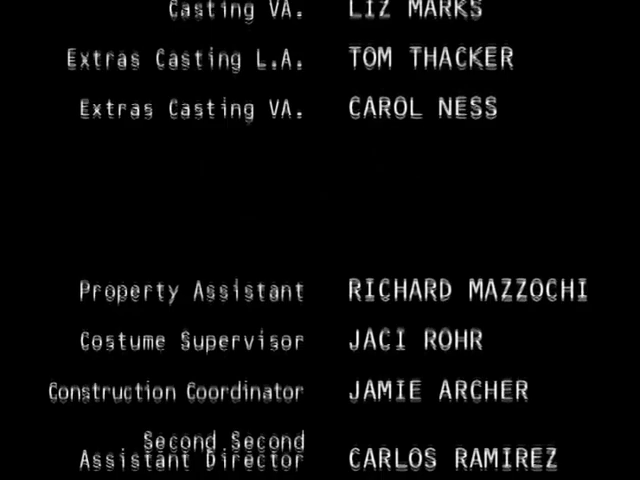 Casting VA. LIZ MARKS
Extras Casting L.A. TOM THACKER
Extras Casting VA. CAROL NESS
Property Assistant RICHARD MAZZOCHI
Costume Supervisor JACI ROHR
Construction Coordinator JAMIE ARCHER
Second Second
Assistant Director CARLOS RAMIREZ